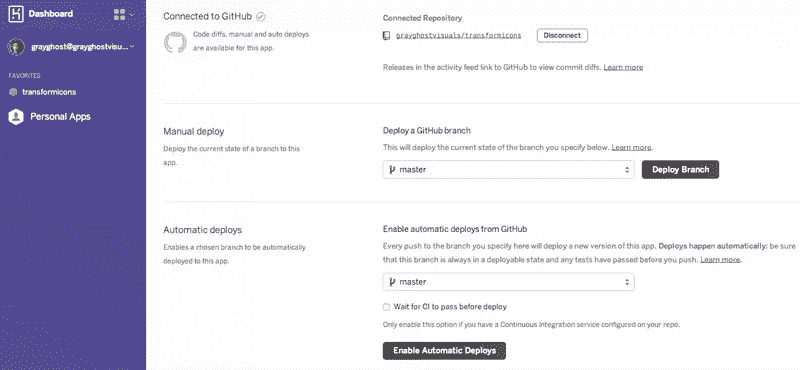 Dashboard
grayghost@grayghostvisu...
FAVORITES
transformicons
Personal Apps
Connected to GitHub
Code diffs, manual and auto deploys
are available for this app.
Connected Repository
grayghostvisuals/transformicons
Disconnect
Releases in the activity feed link to GitHub to view commit diffs. Learn more
Manual deploy
Deploy the current state of a branch to this
app.
Deploy a GitHub branch
This will deploy the current state of the branch you specify below. Learn more.
master
Deploy Branch
Automatic deploys
Enables a chosen branch to be automatically
deployed to this app.
Enable automatic deploys from GitHub
Every push to the branch you specify here will deploy a new version of this app. Deploys happen automatically: be sure
that this branch is always in a deployable state and any tests have passed before you push. Learn more.
master
Wait for CI to pass before deploy
Only enable this option if you have a Continuous Integration service configured on your repo.
Enable Automatic Deploys